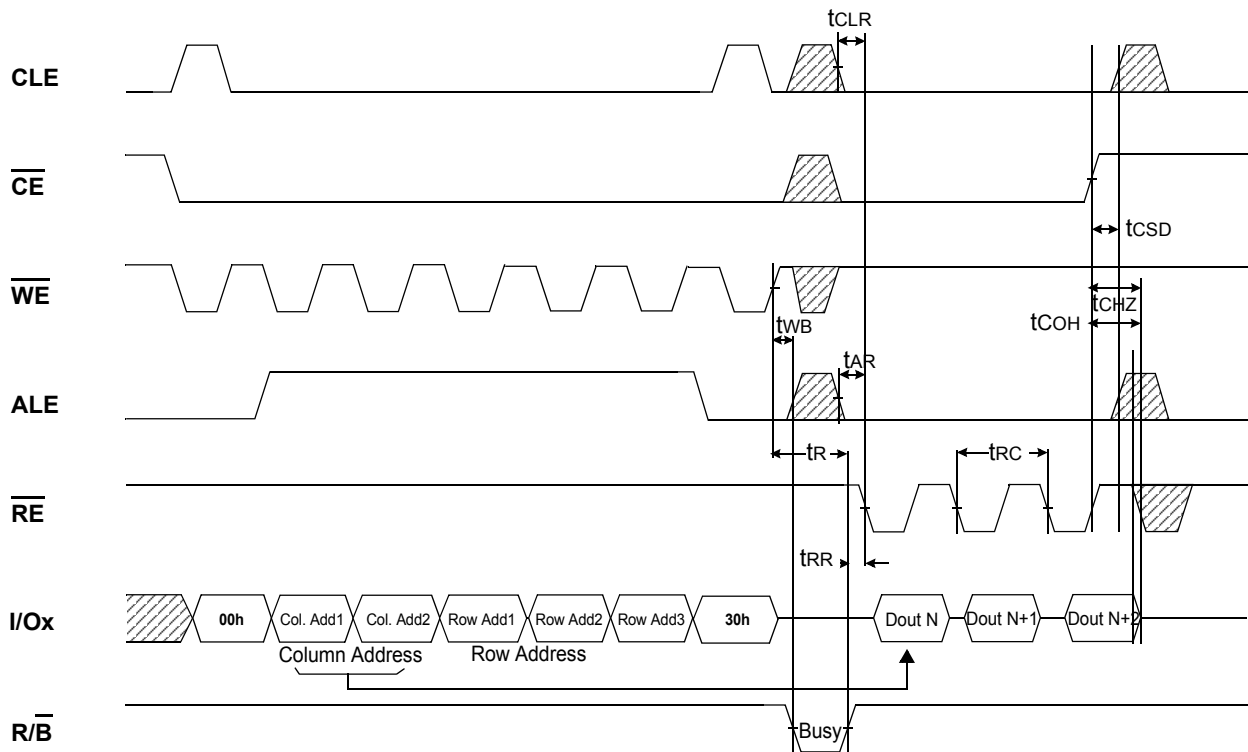 tCLR
CLE
CE
tCSD
WE
tCHZ
tWB
tCOH
tAR
ALE
tR
tRC
RE
tRR
I/Ox
00h
Col. Add1
Col. Add2
Row Add1
Row Add2
Row Add3
30h
Dout N
Dout N+1
Dout N+2
Column Address
Row Address
R/B
Busy